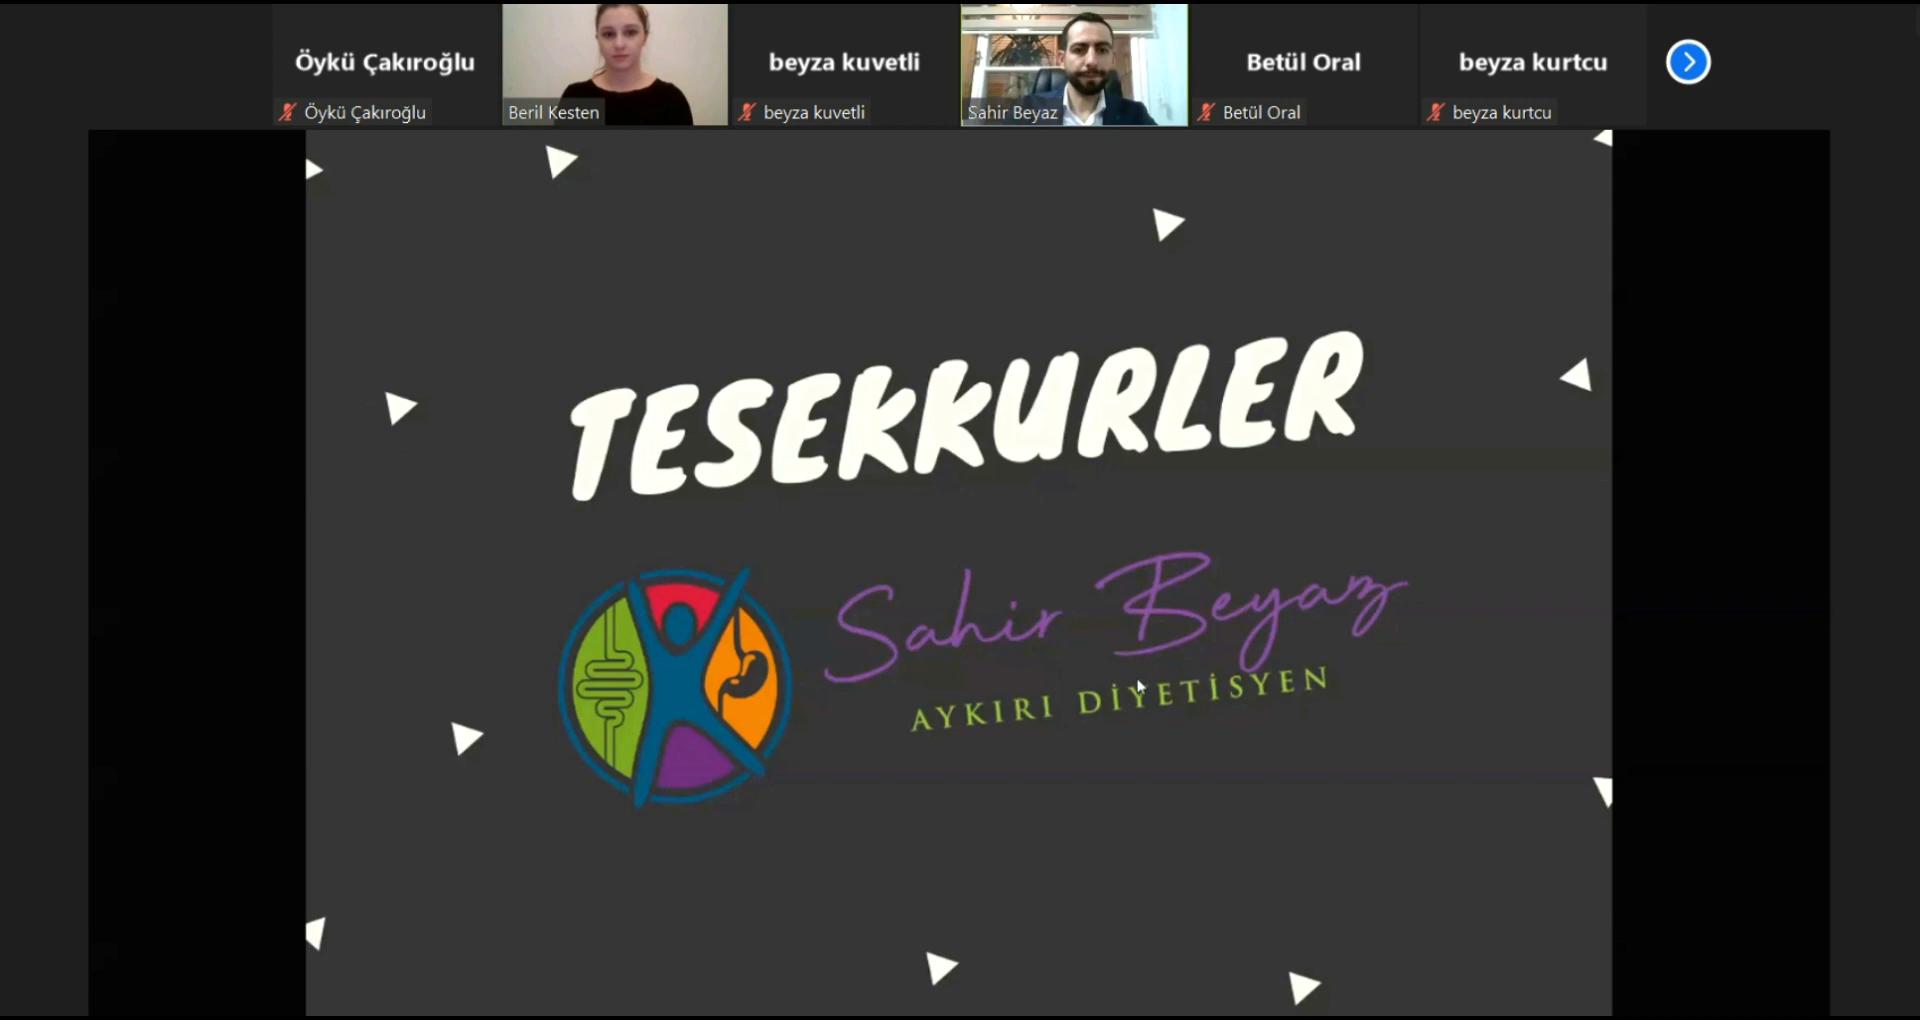 Öykü Çakıroğlu
beyza kuvetli
Betül Oral
beyza kurtcu
Öykü Çakıroğlu
Beril Kesten
beyza kuvetli
Sahir Beyaz
Betül Oral
beyza kurtcu
TESEKKURLER
Sahir Beyaz
AYKIRI DİYETİSYEN